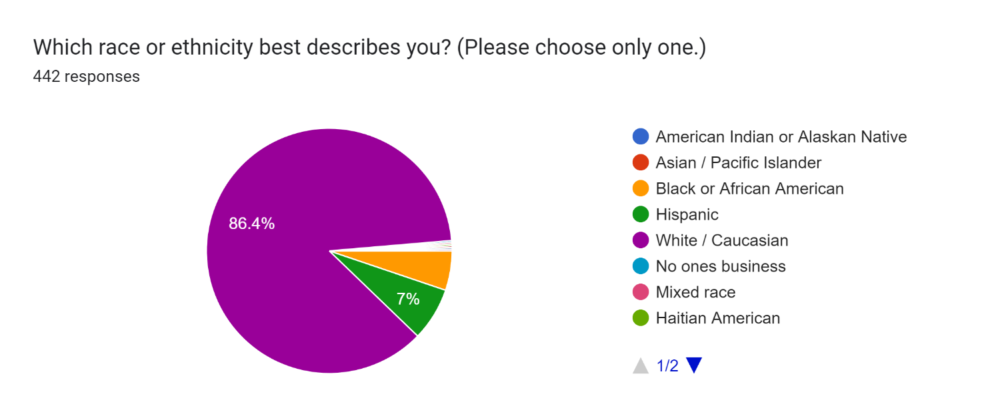 Which race or ethnicity best describes you? (Please choose only one.)
442 responses
86.4%
7%
American Indian or Alaskan Native
Asian / Pacific Islander
Black or African American
Hispanic
White / Caucasian
No ones business
Mixed race
Haitian American
1/2